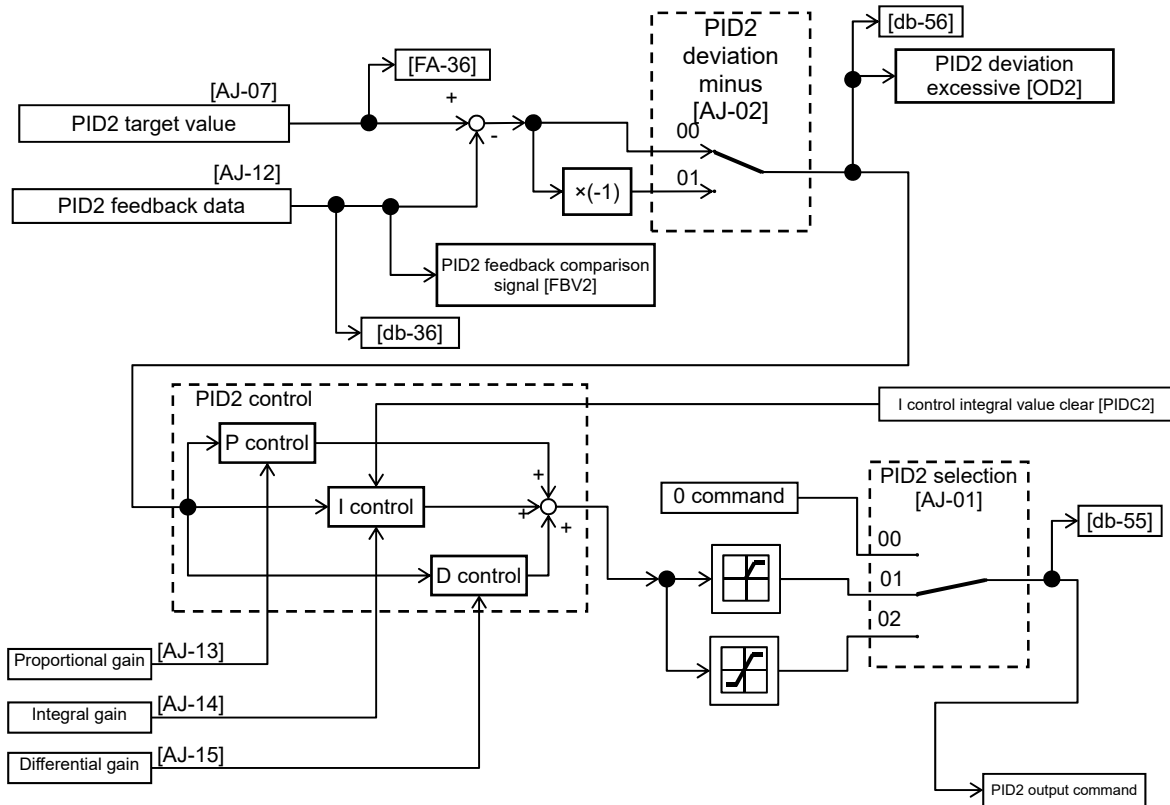 [AJ-07]
PID2 target value
[FA-36]
+
-
[AJ-12]
PID2 feedback data
×(-1)
PID2
deviation
minus
[AJ-02]
00
01
[db-56]
PID2 deviation
excessive [OD2]
PID2 feedback comparison
signal [FBV2]
[db-36]
PID2 control
P control
I control
D control
+
+
+
I control integral value clear [PIDC2]
0 command
PID2 selection
[AJ-01]
00
01
02
[db-55]
Proportional gain
[AJ-13]
Integral gain
[AJ-14]
Differential gain
[AJ-15]
PID2 output command